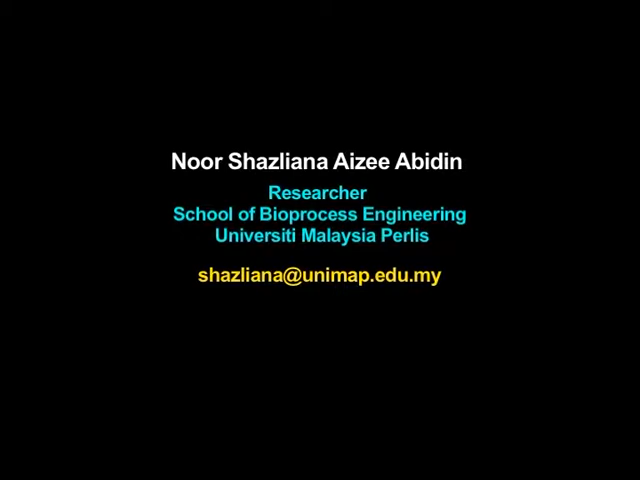 Noor Shazliana Aizee Abidin
Researcher
School of Bioprocess Engineering
Universiti Malaysia Perlis
shazliana@unimap.edu.my